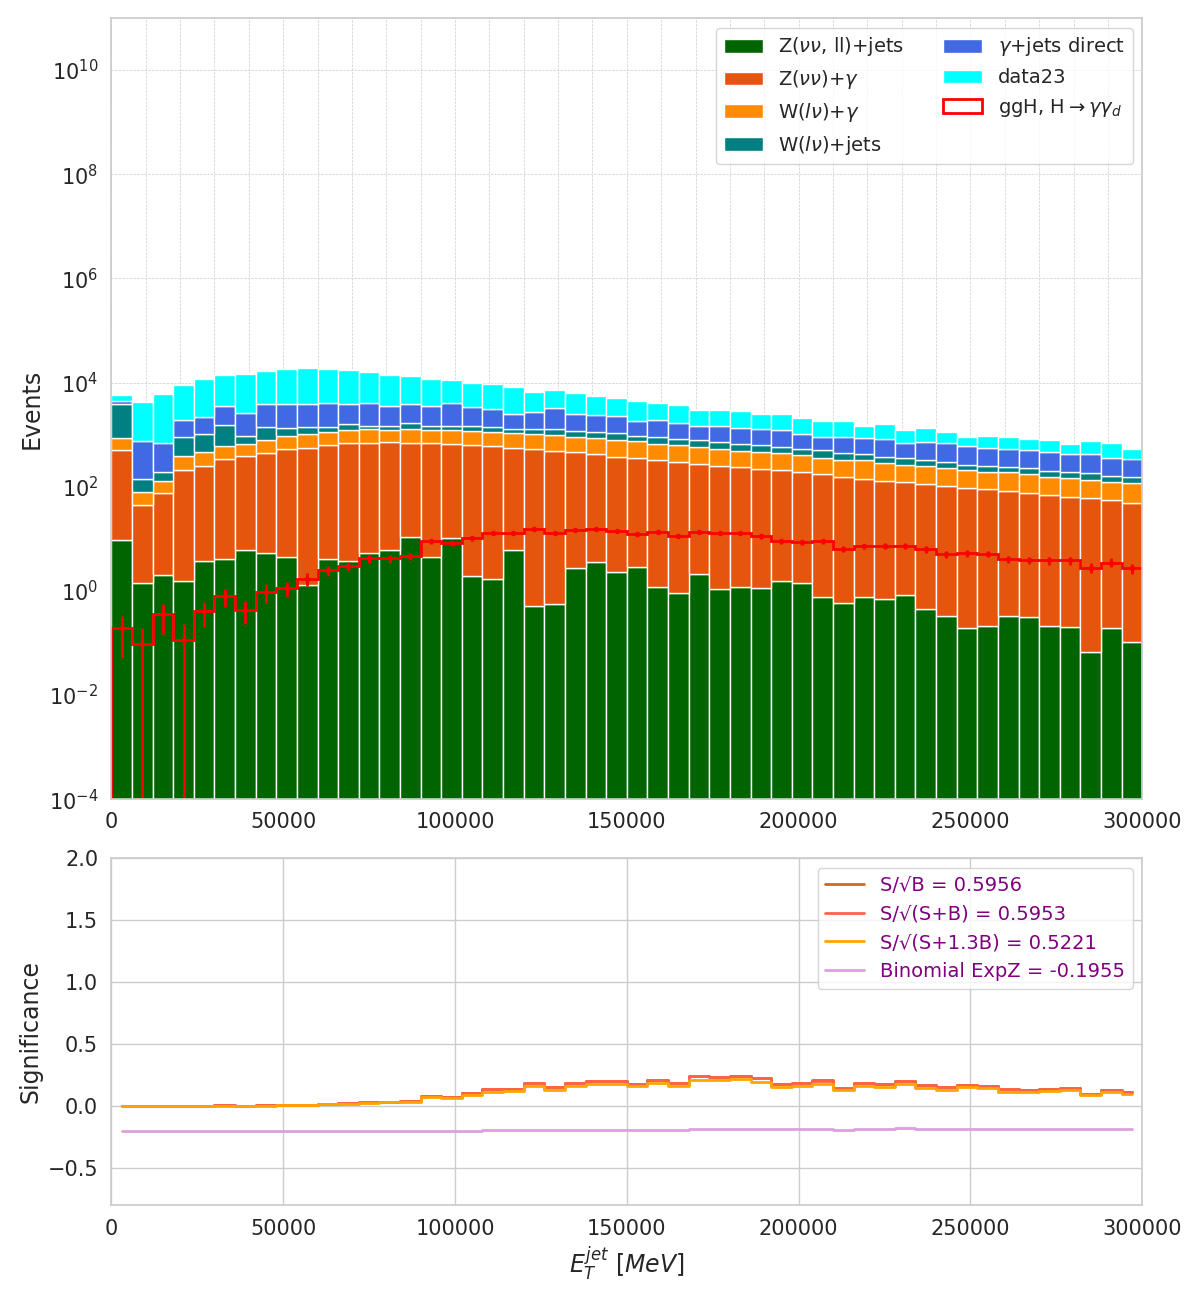 Events
10^10
10^8
10^6
10^4
10^2
10^0
10^−2
10^−4
0 50000 100000 150000 200000 250000 300000
Z(νν, ll)+jets
Z(νν)+γ
W(lν)+γ
W(lν)+jets
γ+jets direct
data23
ggH, H→γγ_d
Significance
2.0
1.5
1.0
0.5
0.0
−0.5
S/√B = 0.5956
S/√(S+B) = 0.5953
S/√(S+1.3B) = 0.5221
Binomial ExpZ = -0.1955
0 50000 100000 150000 200000 250000 300000
E_T^jet [MeV]